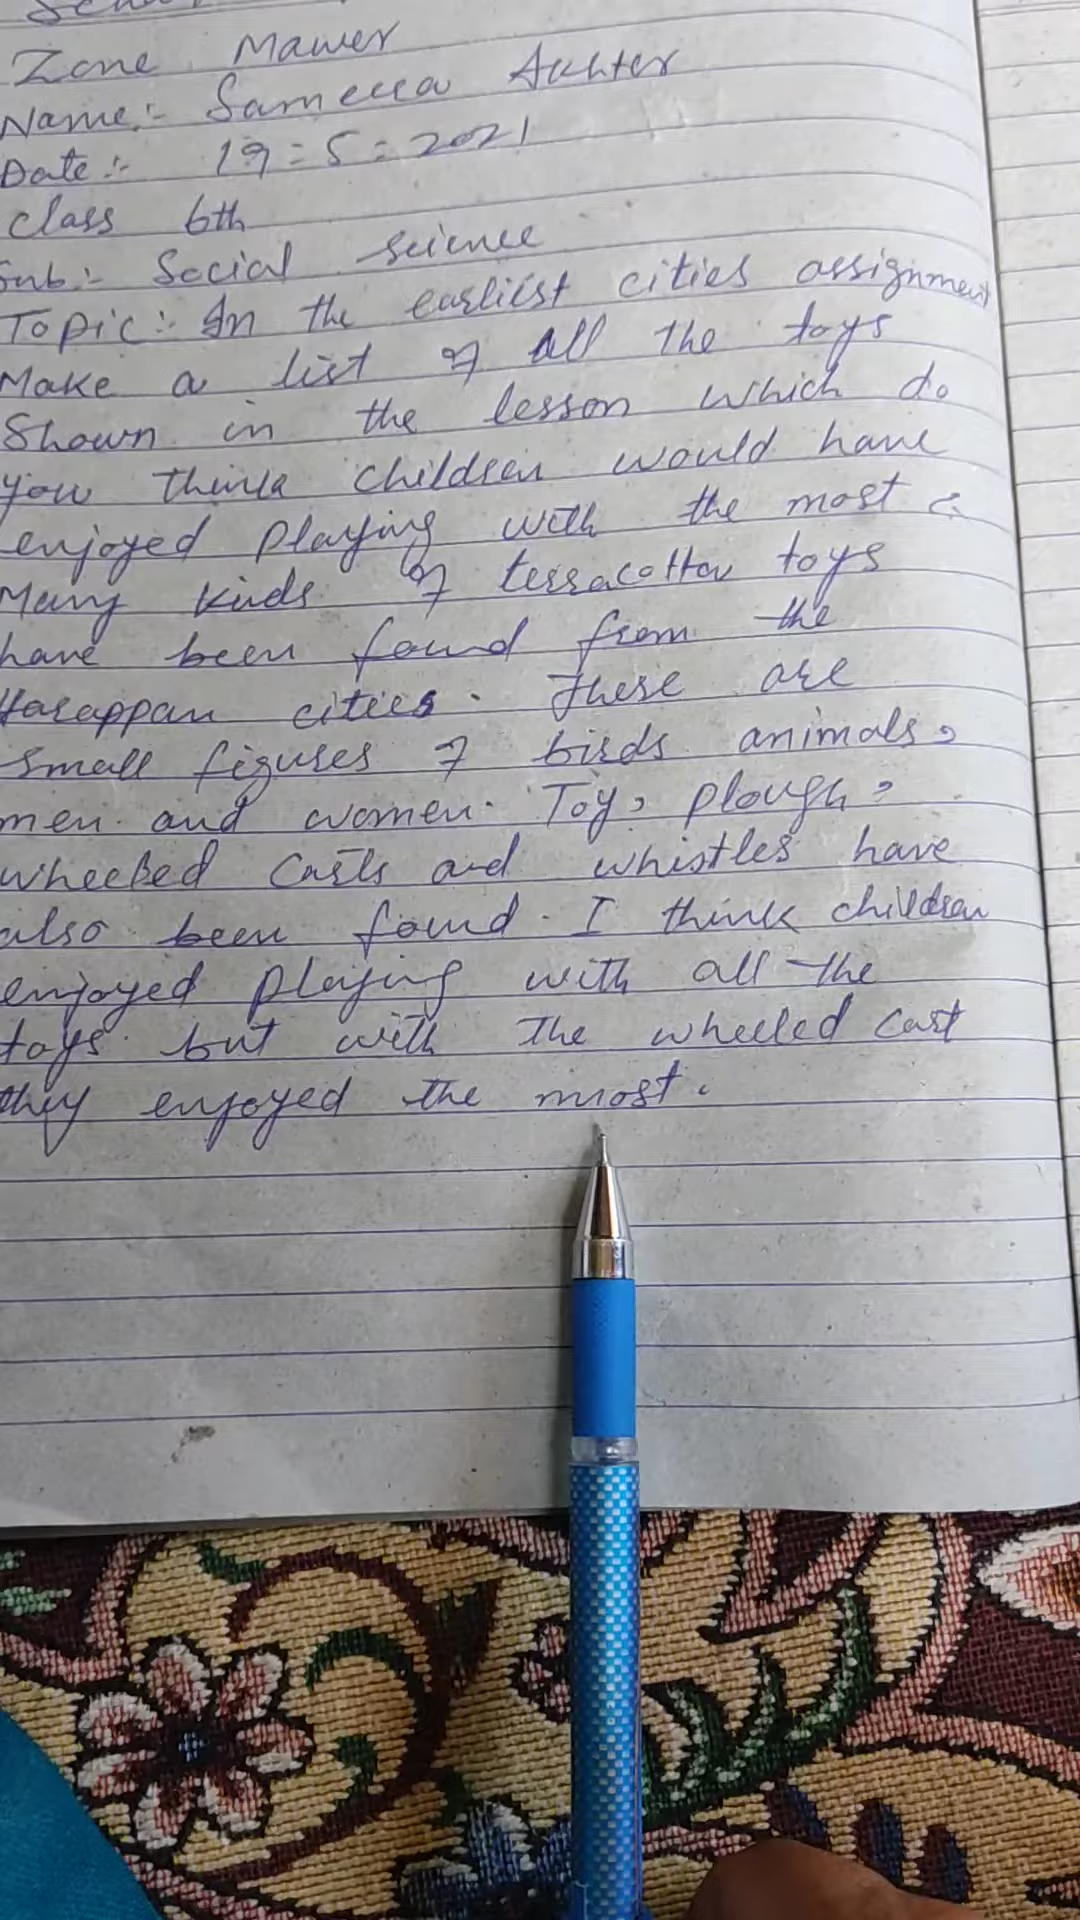 Zone Mawer
Name:- Sameera Akhter
Date:- 19=5=2021
Class 6th
Sub:- Social science
Topic:- In the earliest cities assignment
Make a list of all the toys
Shown in the lesson which do
you think children would have
enjoyed playing with the most :
Many kinds of terracotta toys
have been found from the
Harappan cities. These are
small figures of birds animals,
men and women. Toy, plough,
wheeled carts and whistles have
also been found. I think children
enjoyed playing with all the
toys but with The wheeled cart
they enjoyed the most.